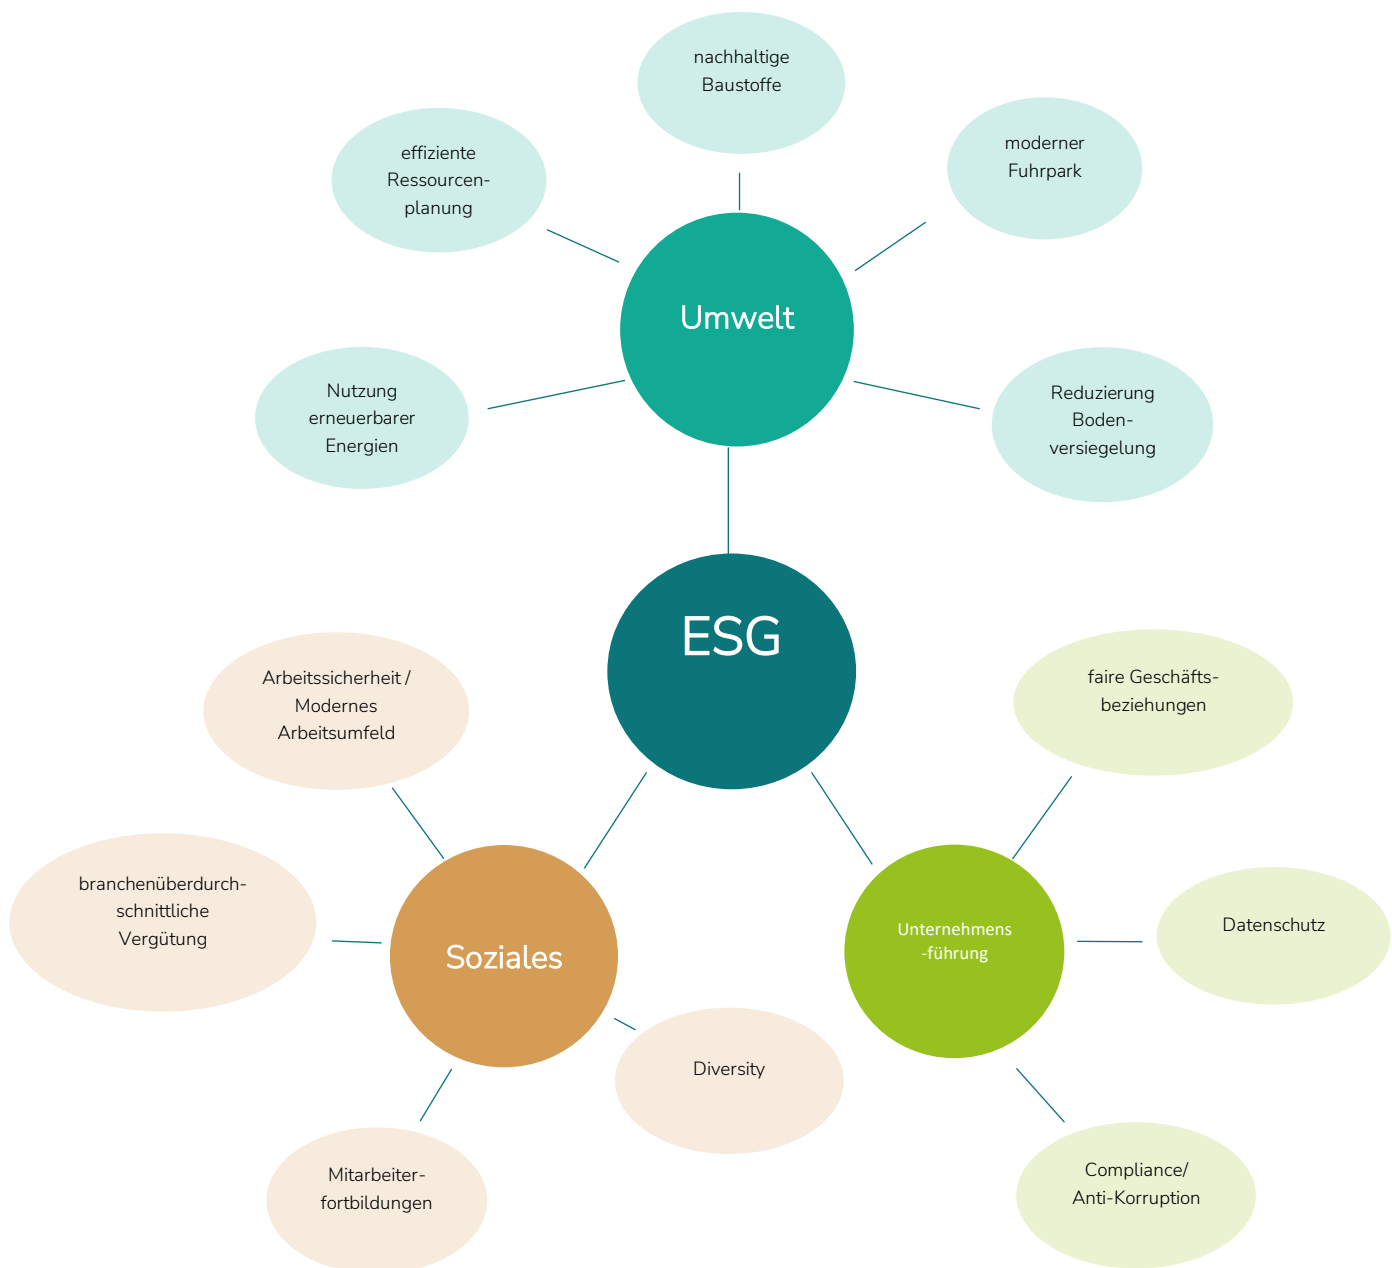 nachhaltige
Baustoffe
moderner
Fuhrpark
effiziente
Ressourcen-
planung
Umwelt
Nutzung
erneuerbarer
Energien
Reduzierung
Boden-
versiegelung
ESG
Arbeitssicherheit /
Modernes
Arbeitsumfeld
faire Geschäfts-
beziehungen
branchenüberdurch-
schnittliche
Vergütung
Soziales
Unternehmens
-führung
Datenschutz
Diversity
Mitarbeiter-
fortbildungen
Compliance/
Anti-Korruption